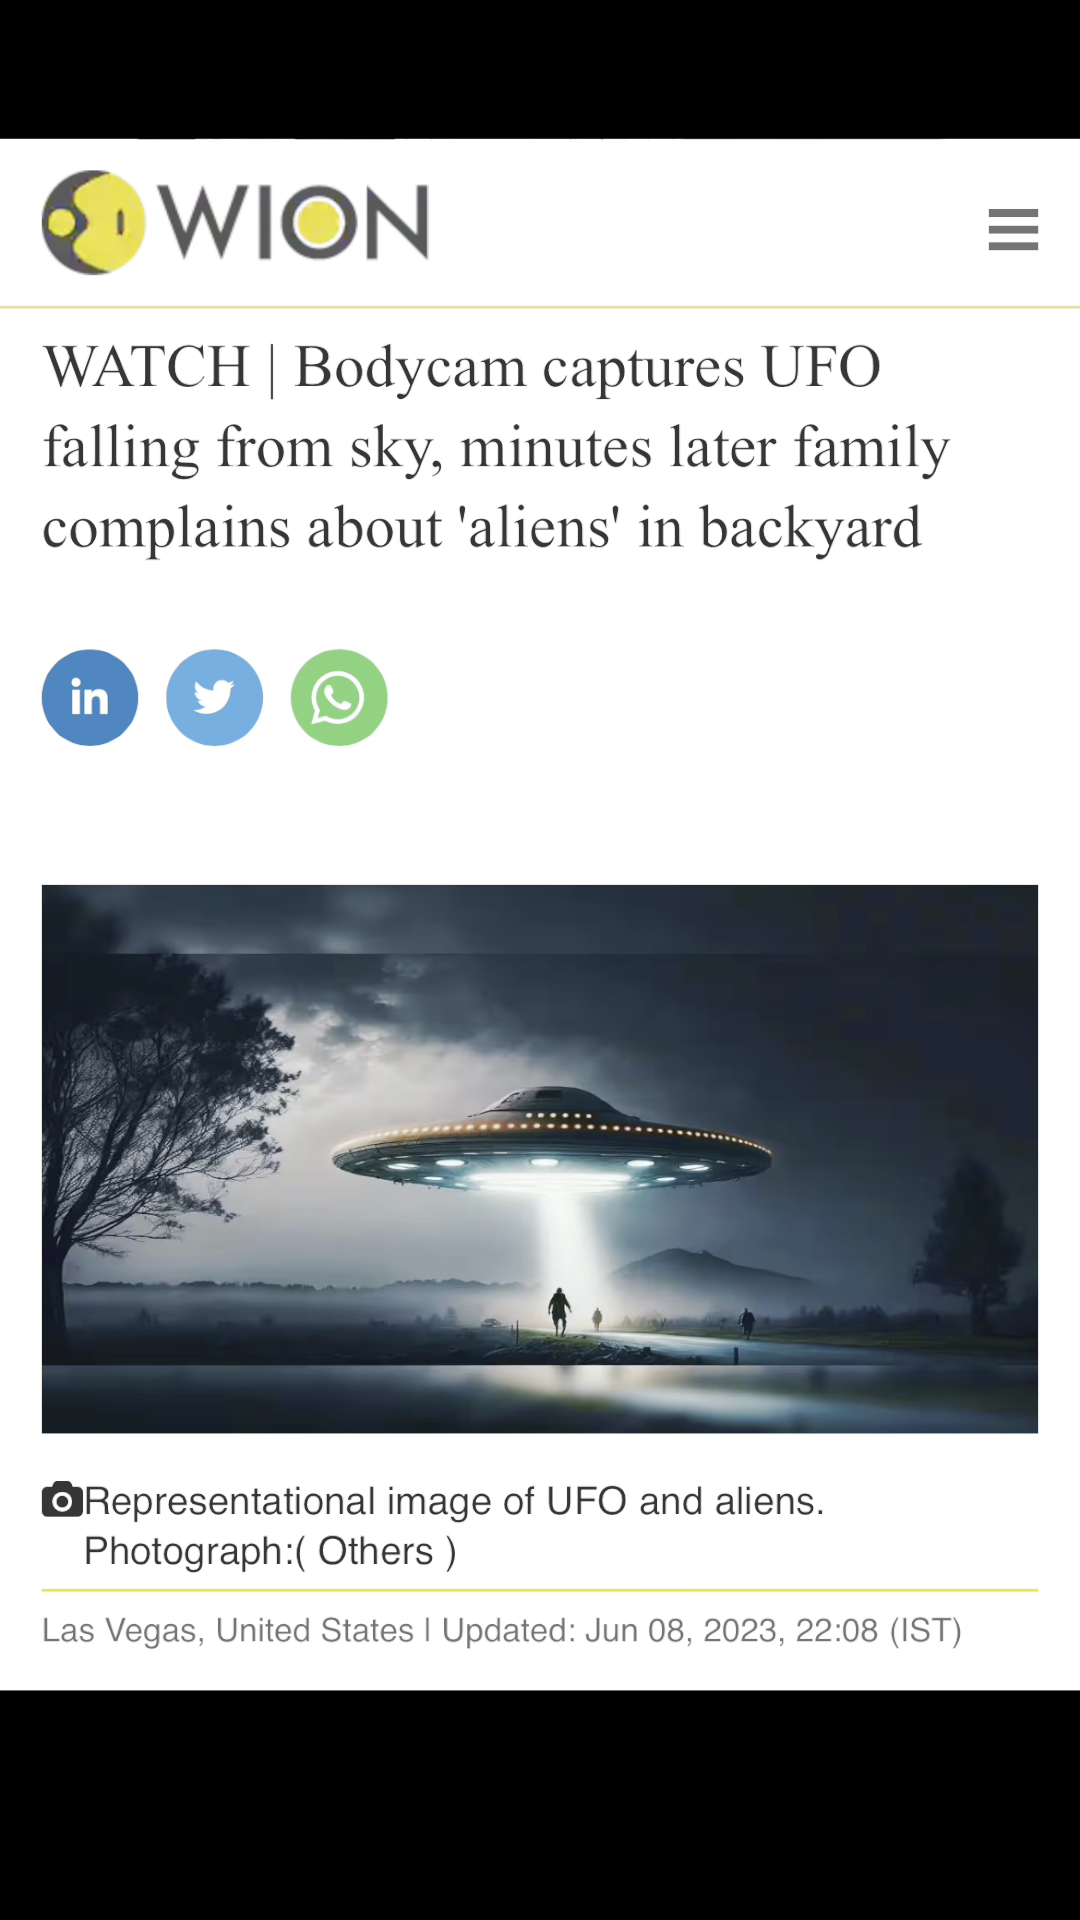 WION
WATCH | Bodycam captures UFO
falling from sky, minutes later family
complains about 'aliens' in backyard
in
Representational image of UFO and aliens.
Photograph:( Others )
Las Vegas, United States | Updated: Jun 08, 2023, 22:08 (IST)